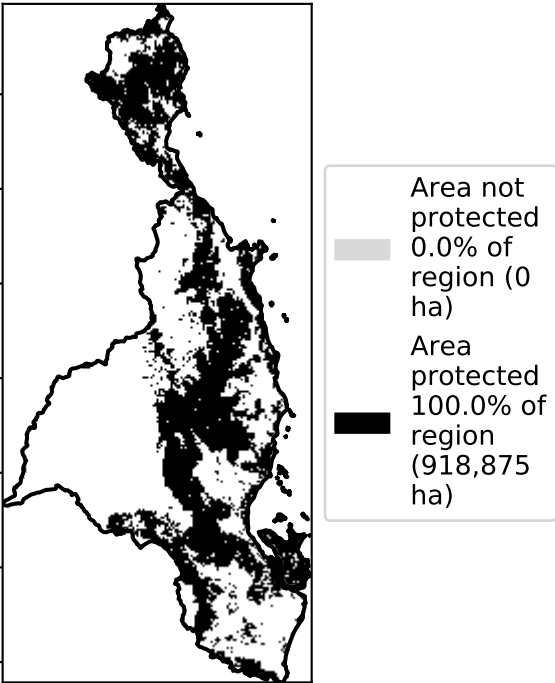 Area not
protected
0.0% of
region (0
ha)
Area
protected
100.0% of
region
(918,875
ha)